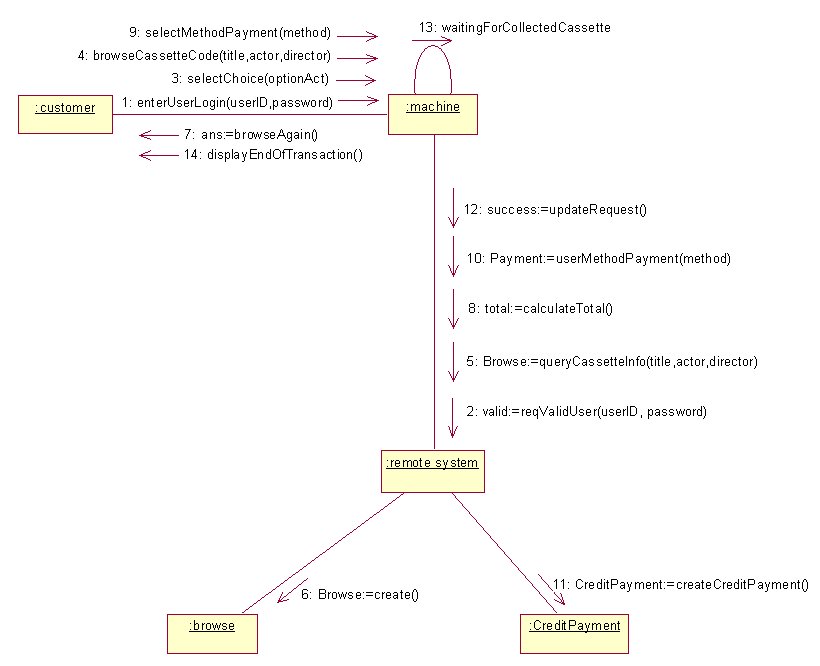 13: waitingForCollectedCassette
9: selectMethodPayment(method)
4: browseCassetteCode(title,actor,director)
3: selectChoice(optionAct)
1: enterUserLogin(userID,password)
:customer
:machine
7: ans:=browseAgain()
14: displayEndOfTransaction()
12: success:=updateRequest()
10: Payment:=userMethodPayment(method)
8: total:=calculateTotal()
5: Browse:=queryCassetteInfo(title,actor,director)
2: valid:=reqValidUser(userID, password)
:remote system
11: CreditPayment:=createCreditPayment()
6: Browse:=create()
:browse
:CreditPayment